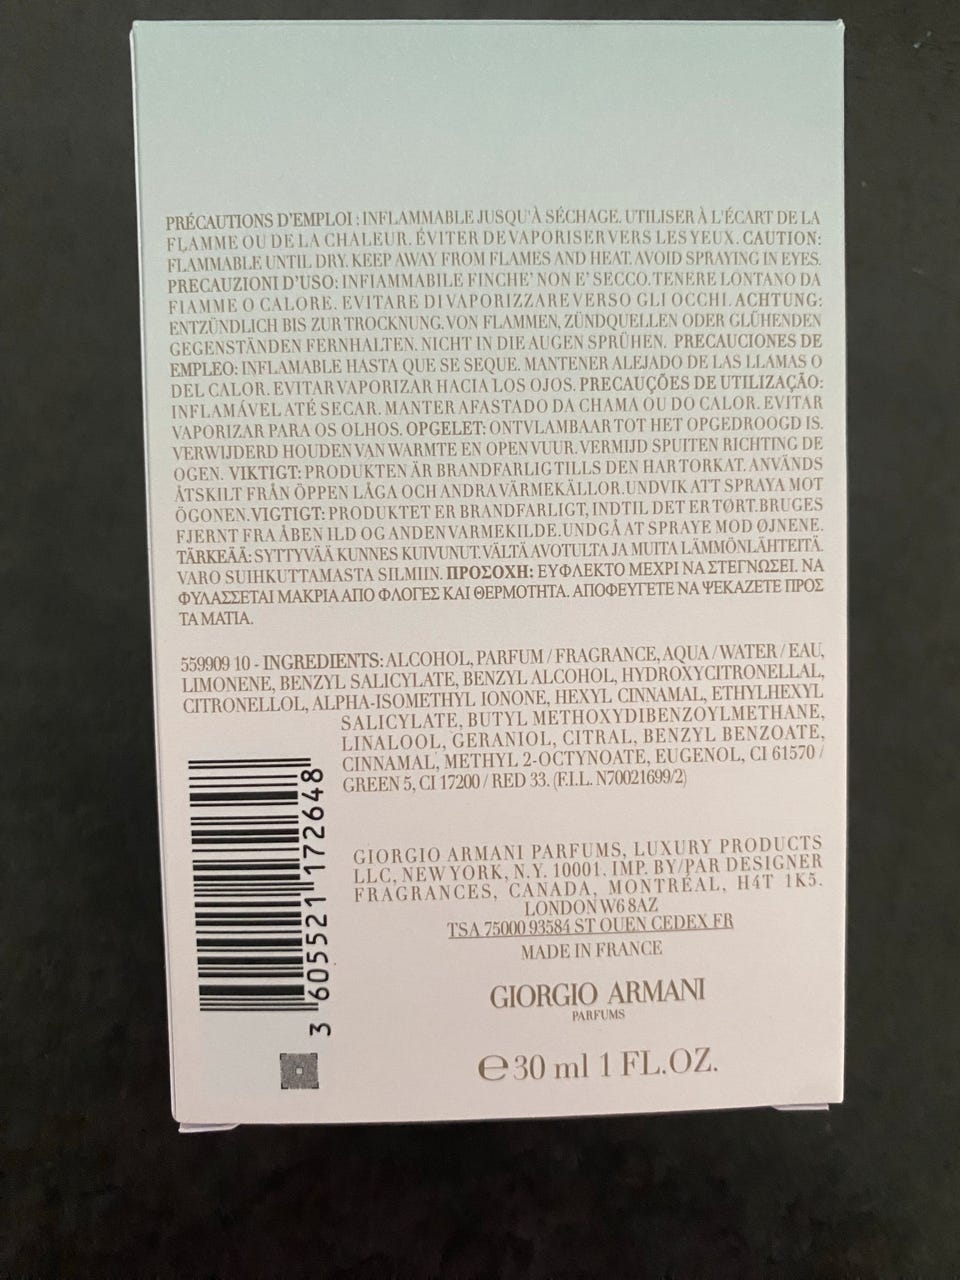 PRÉCAUTIONS D'EMPLOI : INFLAMMABLE JUSQU'À SÉCHAGE. UTILISER À L'ÉCART DE LA
FLAMME OU DE LA CHALEUR. ÉVITER DE VAPORISER VERS LES YEUX. CAUTION:
FLAMMABLE UNTIL DRY. KEEP AWAY FROM FLAMES AND HEAT. AVOID SPRAYING IN EYES.
PRECAUZIONI D'USO: INFIAMMABILE FINCHE' NON E' SECCO. TENERE LONTANO DA
FIAMME O CALORE. EVITARE DI VAPORIZZARE VERSO GLI OCCHI. ACHTUNG:
ENTZÜNDLICH BIS ZUR TROCKNUNG. VON FLAMMEN, ZÜNDQUELLEN ODER GLÜHENDEN
GEGENSTÄNDEN FERNHALTEN. NICHT IN DIE AUGEN SPRÜHEN. PRECAUCIONES DE
EMPLEO: INFLAMABLE HASTA QUE SE SEQUE. MANTENER ALEJADO DE LAS LLAMAS O
DEL CALOR. EVITAR VAPORIZAR HACIA LOS OJOS. PRECAUÇÕES DE UTILIZAÇÃO:
INFLAMÁVEL ATÉ SECAR. MANTER AFASTADO DA CHAMA OU DO CALOR. EVITAR
VAPORIZAR PARA OS OLHOS. OPGELET: ONTVLAMBAAR TOT HET OPGEDROOGD IS.
VERWIJDERD HOUDEN VAN WARMTE EN OPEN VUUR. VERMIJD SPUITEN RICHTING DE
OGEN. VIKTIGT: PRODUKTEN ÄR BRANDFARLIG TILLS DEN HAR TORKAT. ANVÄNDS
ÅTSKILT FRÅN ÖPPEN LÅGA OCH ANDRA VÄRMEKÄLLOR. UNDVIK ATT SPRAYA MOT
ÖGONEN. VIGTIGT: PRODUKTET ER BRANDFARLIGT, INDTIL DET ER TØRT. BRUGES
FJERNT FRA ÅBEN ILD OG ANDEN VARMEKILDE. UNDGÅ AT SPRAYE MOD ØJNENE.
TÄRKEÄÄ: SYTTYVÄÄ KUNNES KUIVUNUT. VÄLTÄ AVOTULTA JA MUITA LÄMMÖNLÄHTEITÄ.
VARO SUIHKUTTAMASTA SILMIIN. ΠΡΟΣΟΧΗ: ΕΥΦΛΕΚΤΟ ΜΕΧΡΙ ΝΑ ΣΤΕΓΝΩΣΕΙ. ΝΑ
ΦΥΛΑΣΣΕΤΑΙ ΜΑΚΡΙΑ ΑΠΟ ΦΛΟΓΕΣ ΚΑΙ ΘΕΡΜΟΤΗΤΑ. ΑΠΟΦΕΥΓΕΤΕ ΝΑ ΨΕΚΑΖΕΤΕ ΠΡΟΣ
ΤΑ ΜΑΤΙΑ.
559909 10 - INGREDIENTS: ALCOHOL, PARFUM / FRAGRANCE, AQUA / WATER / EAU,
LIMONENE, BENZYL SALICYLATE, BENZYL ALCOHOL, HYDROXYCITRONELLAL,
CITRONELLOL, ALPHA-ISOMETHYL IONONE, HEXYL CINNAMAL, ETHYLHEXYL
SALICYLATE, BUTYL METHOXYDIBENZOYLMETHANE,
LINALOOL, GERANIOL, CITRAL, BENZYL BENZOATE,
CINNAMAL, METHYL 2-OCTYNOATE, EUGENOL, CI 61570 /
GREEN 5, CI 17200 / RED 33. (F.I.L. N70021699/2)
3 605521 172648
GIORGIO ARMANI PARFUMS, LUXURY PRODUCTS
LLC, NEW YORK, N.Y. 10001. IMP. BY/PAR DESIGNER
FRAGRANCES, CANADA, MONTRÉAL, H4T 1K5.
LONDON W6 8AZ
TSA 75000 93584 ST OUEN CEDEX FR
MADE IN FRANCE
GIORGIO ARMANI
PARFUMS
℮ 30 ml 1 FL.OZ.